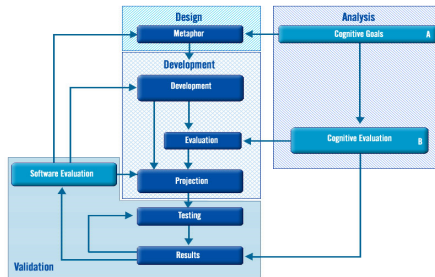 Design
Analysis
Metaphor
Cognitive Goals A
Development
Development
Evaluation
Cognitive Evaluation B
Software Evaluation
Projection
Testing
Results
Validation